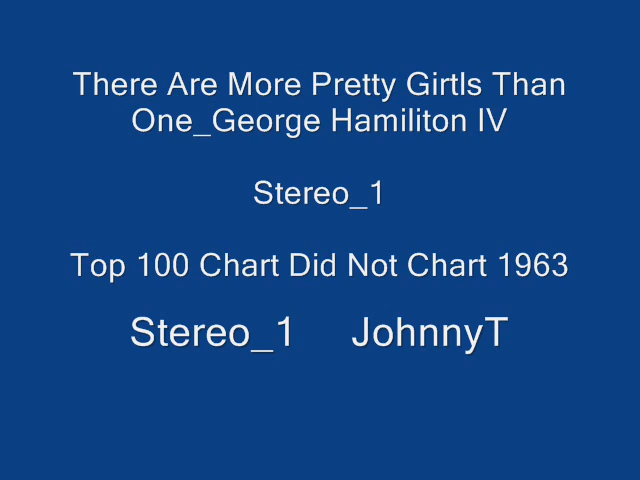 There Are More Pretty Girtls Than
One_George Hamiliton IV
Stereo_1
Top 100 Chart Did Not Chart 1963
Stereo_1 JohnnyT